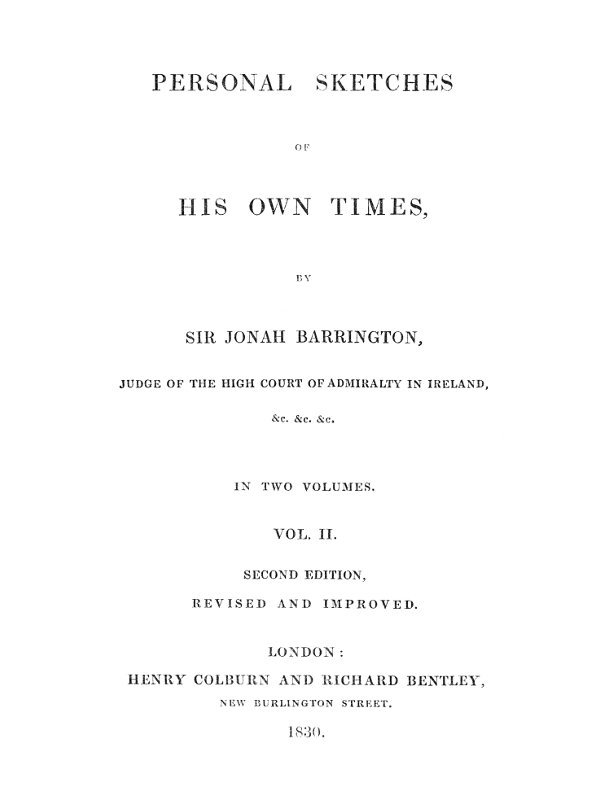 PERSONAL SKETCHES
OF
HIS OWN TIMES,
BY
SIR JONAH BARRINGTON,
JUDGE OF THE HIGH COURT OF ADMIRALTY IN IRELAND,
&c. &c. &c.
IN TWO VOLUMES.
VOL. II.
SECOND EDITION,
REVISED AND IMPROVED.
LONDON:
HENRY COLBURN AND RICHARD BENTLEY,
NEW BURLINGTON STREET.
1830.